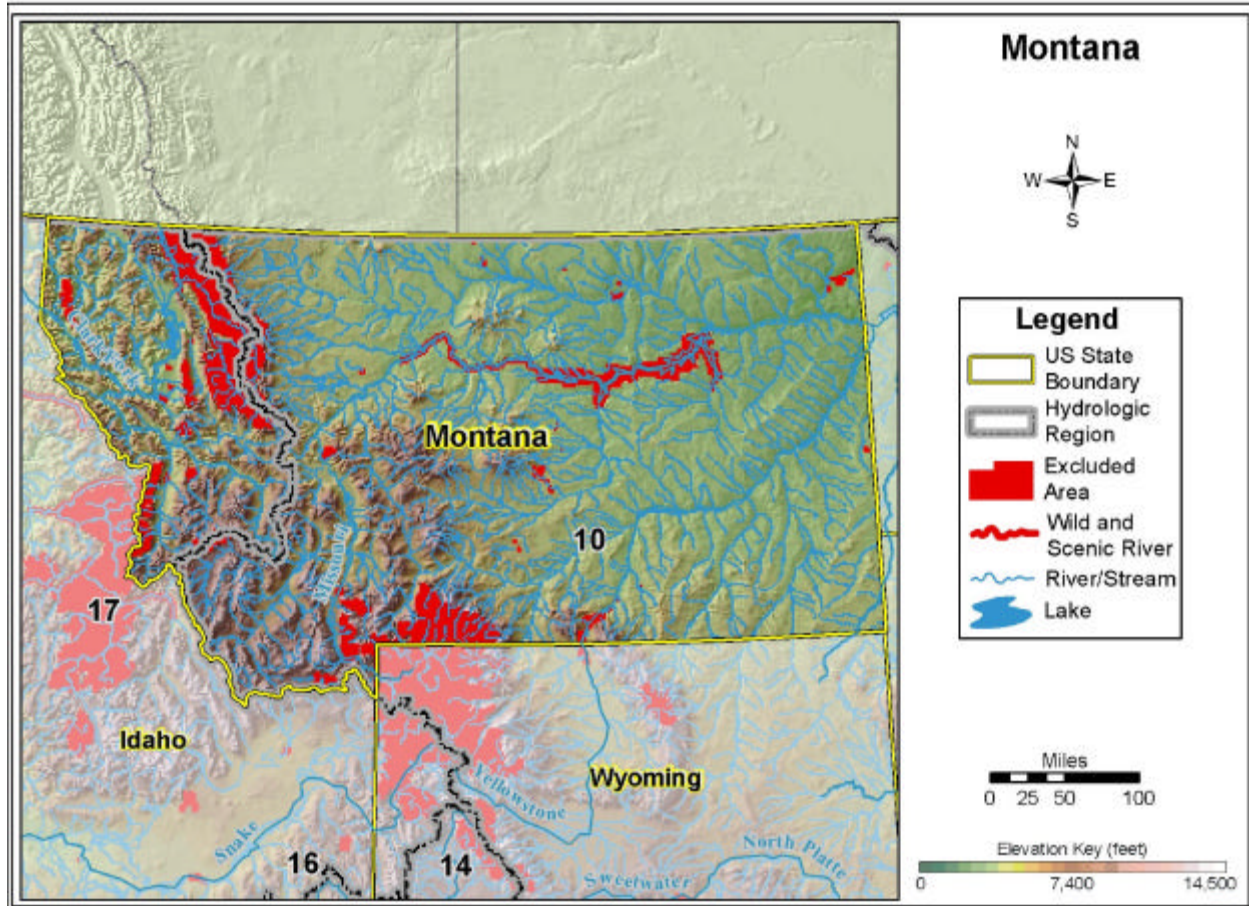 Montana
N
W E
S
Legend
US State
Boundary
Hydrologic
Region
Excluded
Area
Wild and
Scenic River
River/Stream
Lake
Miles
0 25 50 100
Elevation Key (feet)
0 7,400 14,500
Clark Fork
Montana
Missouri
10
17
Idaho
Wyoming
Yellowstone
Snake
16
14
North Platte
Sweetwater